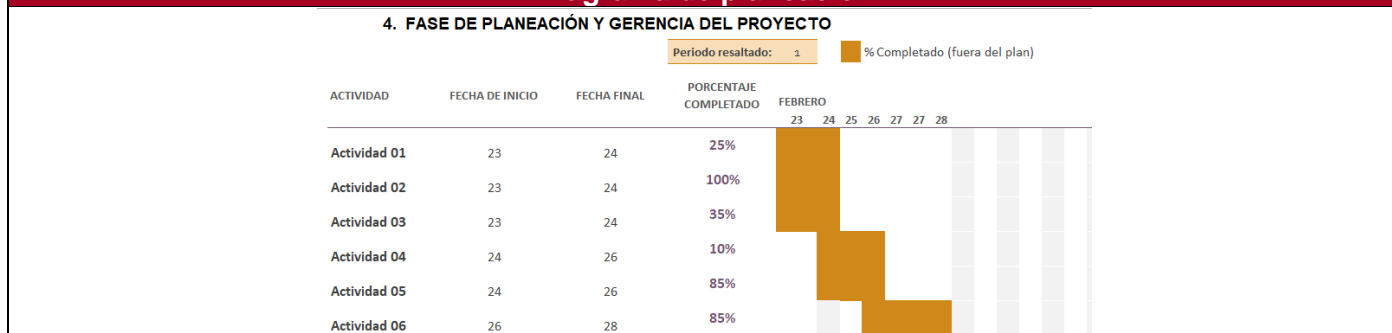 4. FASE DE PLANEACIÓN Y GERENCIA DEL PROYECTO
Periodo resaltado: 1 % Completado (fuera del plan)
ACTIVIDAD FECHA DE INICIO FECHA FINAL PORCENTAJE COMPLETADO FEBRERO
23 24 25 26 27 27 28
Actividad 01 23 24 25%
Actividad 02 23 24 100%
Actividad 03 23 24 35%
Actividad 04 24 26 10%
Actividad 05 24 26 85%
Actividad 06 26 28 85%